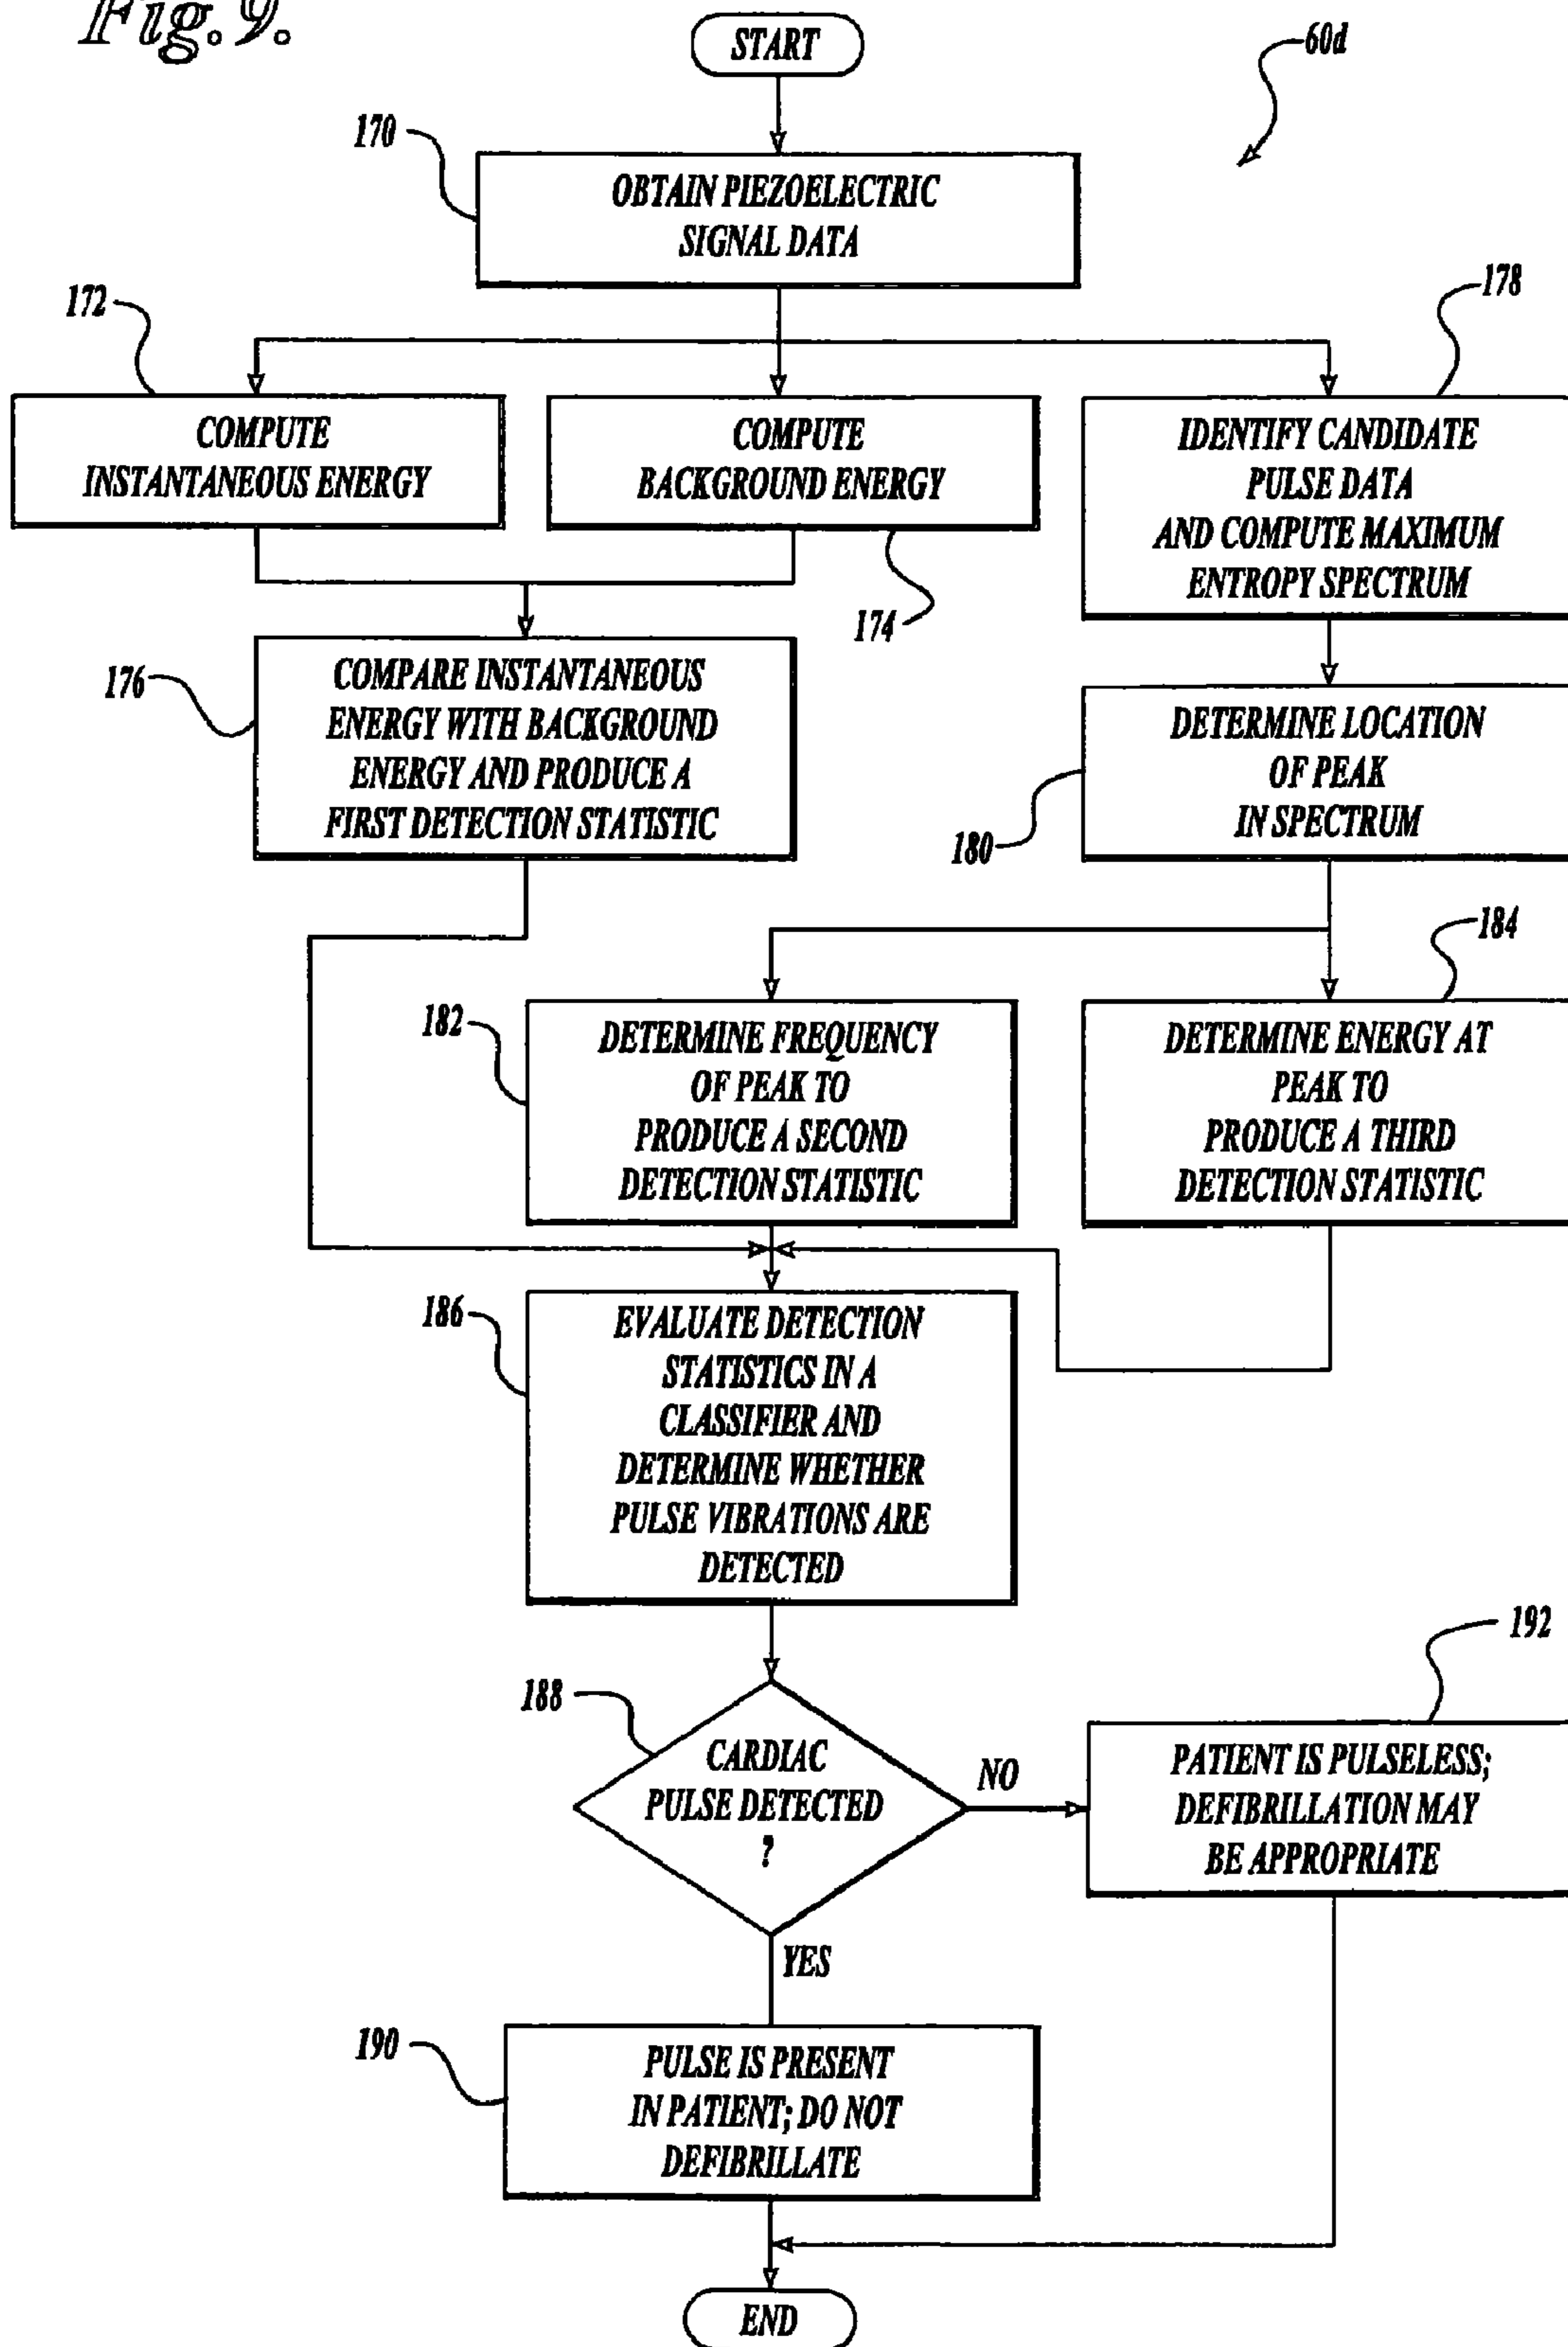 Fig. 9.
START
60d
170
OBTAIN PIEZOELECTRIC
SIGNAL DATA
172
178
COMPUTE
INSTANTANEOUS ENERGY
COMPUTE
BACKGROUND ENERGY
IDENTIFY CANDIDATE
PULSE DATA
AND COMPUTE MAXIMUM
ENTROPY SPECTRUM
174
176
COMPARE INSTANTANEOUS
ENERGY WITH BACKGROUND
ENERGY AND PRODUCE A
FIRST DETECTION STATISTIC
180
DETERMINE LOCATION
OF PEAK
IN SPECTRUM
184
182
DETERMINE FREQUENCY
OF PEAK TO
PRODUCE A SECOND
DETECTION STATISTIC
DETERMINE ENERGY AT
PEAK TO
PRODUCE A THIRD
DETECTION STATISTIC
186
EVALUATE DETECTION
STATISTICS IN A
CLASSIFIER AND
DETERMINE WHETHER
PULSE VIBRATIONS ARE
DETECTED
192
188
CARDIAC
PULSE DETECTED
?
NO
PATIENT IS PULSELESS;
DEFIBRILLATION MAY
BE APPROPRIATE
YES
190
PULSE IS PRESENT
IN PATIENT; DO NOT
DEFIBRILLATE
END